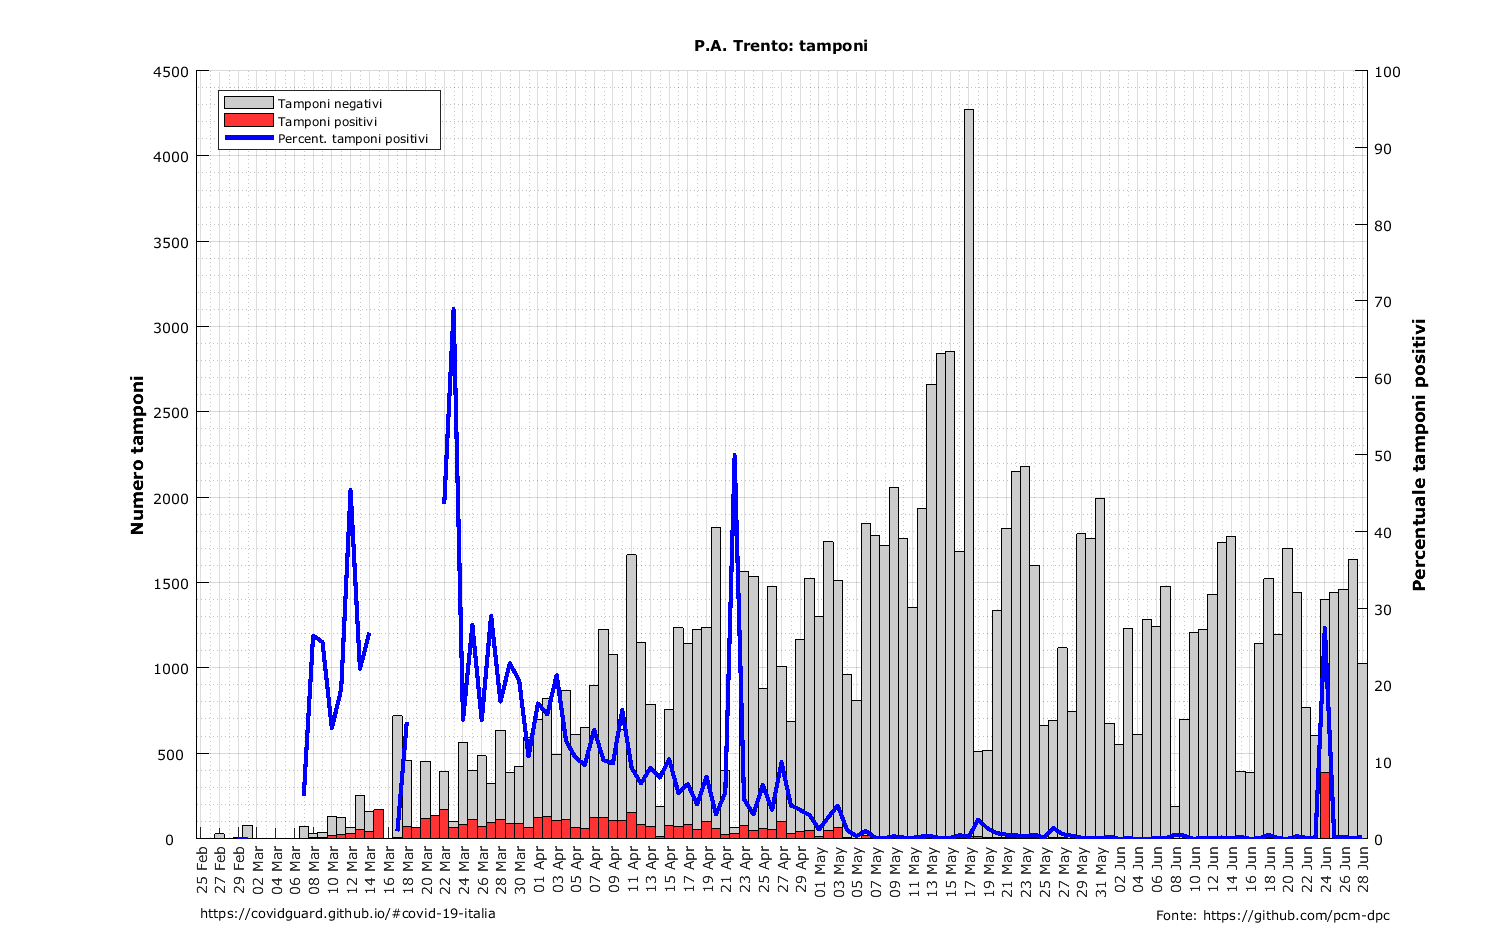 P.A. Trento: tamponi
Tamponi negativi
Tamponi positivi
Percent. tamponi positivi
Numero tamponi
4500
4000
3500
3000
2500
2000
1500
1000
500
0
Percentuale tamponi positivi
100
90
80
70
60
50
40
30
20
10
0
25 Feb
27 Feb
29 Feb
02 Mar
04 Mar
06 Mar
08 Mar
10 Mar
12 Mar
14 Mar
16 Mar
18 Mar
20 Mar
22 Mar
24 Mar
26 Mar
28 Mar
30 Mar
01 Apr
03 Apr
05 Apr
07 Apr
09 Apr
11 Apr
13 Apr
15 Apr
17 Apr
19 Apr
21 Apr
23 Apr
25 Apr
27 Apr
29 Apr
01 May
03 May
05 May
07 May
09 May
11 May
13 May
15 May
17 May
19 May
21 May
23 May
25 May
27 May
29 May
31 May
02 Jun
04 Jun
06 Jun
08 Jun
10 Jun
12 Jun
14 Jun
16 Jun
18 Jun
20 Jun
22 Jun
24 Jun
26 Jun
28 Jun
https://covidguard.github.io/#covid-19-italia
Fonte: https://github.com/pcm-dpc